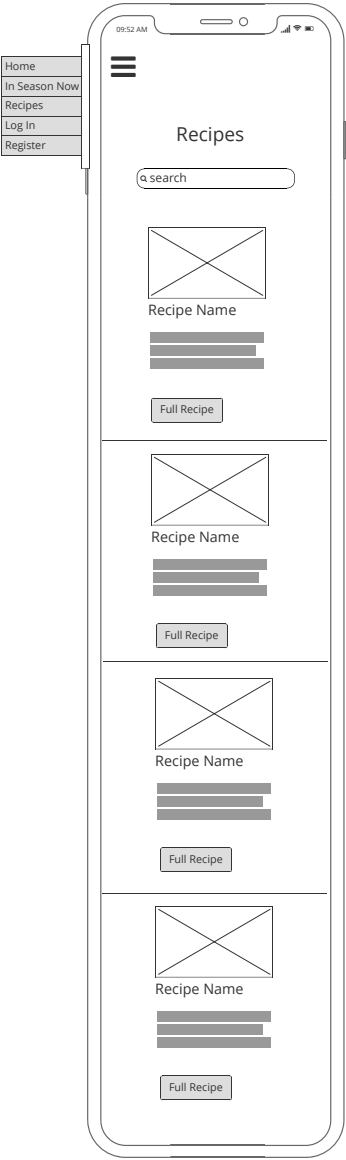 09:52 AM
Home
In Season Now
Recipes
Log In
Register
Recipes
search
Recipe Name
Full Recipe
Recipe Name
Full Recipe
Recipe Name
Full Recipe
Recipe Name
Full Recipe